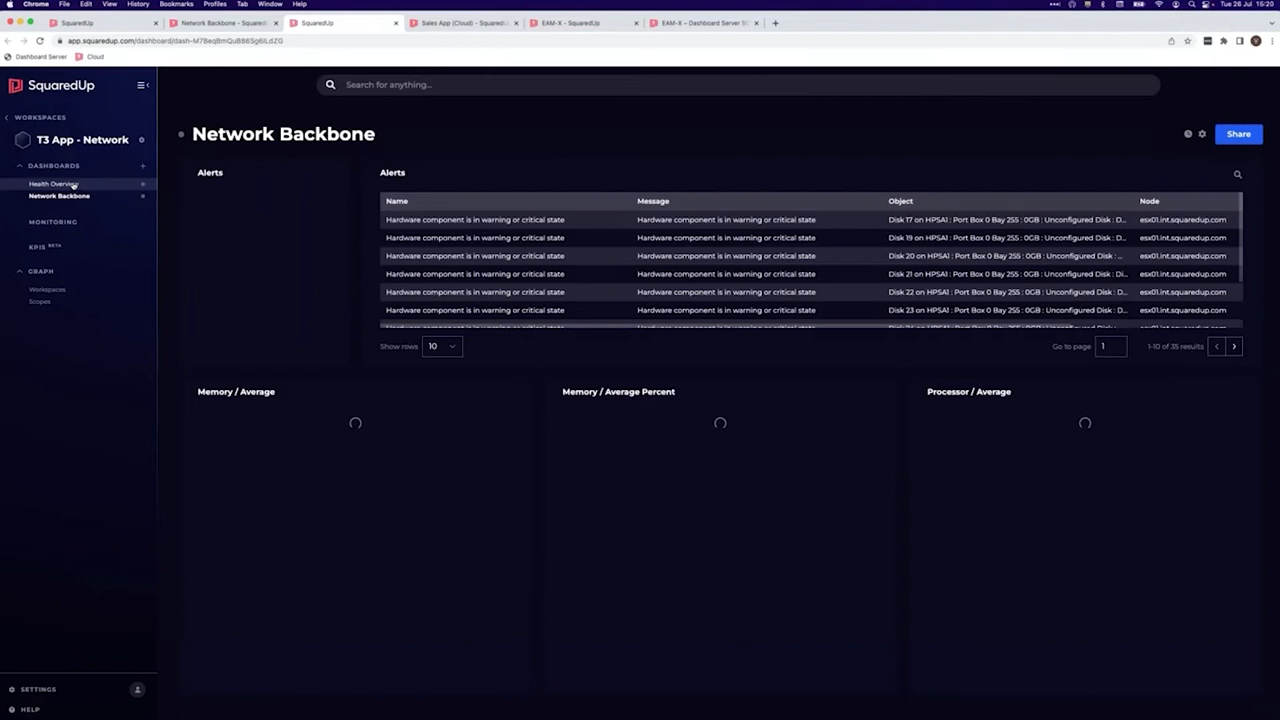 Chrome File Edit View History Bookmarks Profiles Tab Window Help Tue 26 Jul 15:20
SquaredUp Network Backbone - SquaredU SquaredUp Sales App (Cloud) - SquaredU EAM-X - SquaredUp EAM-X – Dashboard Server SC
Dashboard Server Cloud
SquaredUp Search for anything...
WORKSPACES
T3 App - Network
DASHBOARDS
Health Overview
Network Backbone
MONITORING
KPIS BETA
GRAPH
Workspaces
Scopes
SETTINGS
HELP
Network Backbone Share
Alerts
Alerts
Name Message Object Node
Hardware component is in warning or critical state Hardware component is in warning or critical state Disk 17 on HPSA1 : Port Box 0 Bay 255 : 0GB : Unconfigured Disk : D... esx01.int.squaredup.com
Hardware component is in warning or critical state Hardware component is in warning or critical state Disk 19 on HPSA1 : Port Box 0 Bay 255 : 0GB : Unconfigured Disk : D... esx01.int.squaredup.com
Hardware component is in warning or critical state Hardware component is in warning or critical state Disk 20 on HPSA1 : Port Box 0 Bay 255 : 0GB : Unconfigured Disk : ... esx01.int.squaredup.com
Hardware component is in warning or critical state Hardware component is in warning or critical state Disk 21 on HPSA1 : Port Box 0 Bay 255 : 0GB : Unconfigured Disk : Di... esx01.int.squaredup.com
Hardware component is in warning or critical state Hardware component is in warning or critical state Disk 22 on HPSA1 : Port Box 0 Bay 255 : 0GB : Unconfigured Disk : D... esx01.int.squaredup.com
Hardware component is in warning or critical state Hardware component is in warning or critical state Disk 23 on HPSA1 : Port Box 0 Bay 255 : 0GB : Unconfigured Disk : D... esx01.int.squaredup.com
Show rows 10 Go to page 1 1-10 of 35 results
Memory / Average Memory / Average Percent Processor / Average